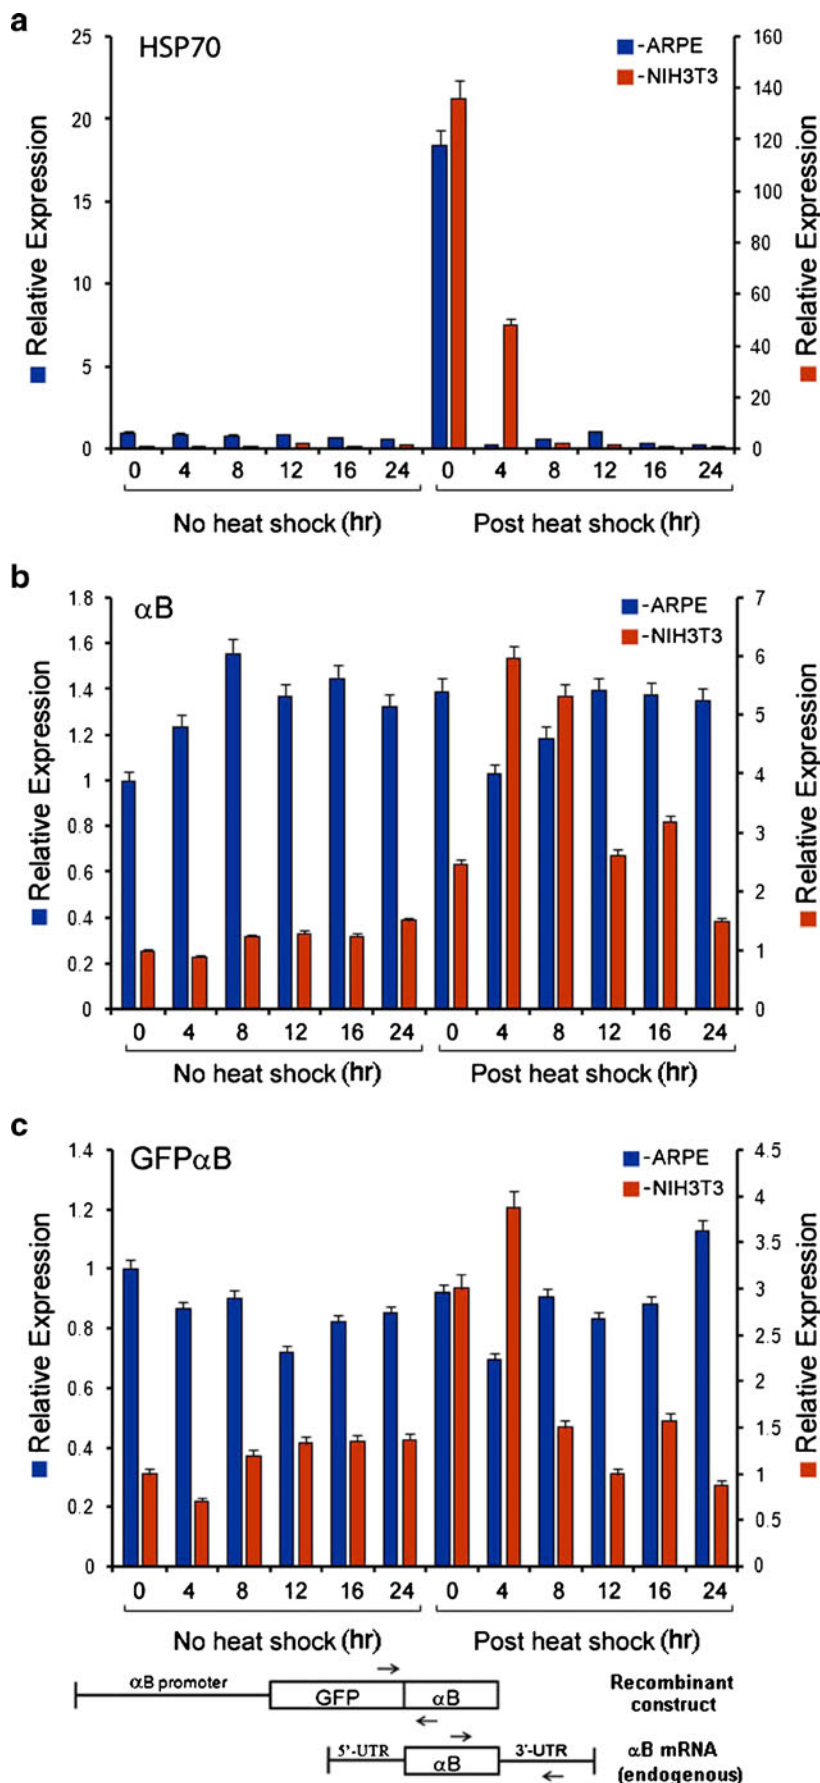 a
HSP70
-ARPE
-NIH3T3
Relative Expression
25
20
15
10
5
0
160
140
120
100
80
60
40
20
0
Relative Expression
0 4 8 12 16 24 0 4 8 12 16 24
No heat shock (hr) Post heat shock (hr)
b
αB
-ARPE
-NIH3T3
Relative Expression
1.8
1.6
1.4
1.2
1
0.8
0.6
0.4
0.2
0
7
6
5
4
3
2
1
0
Relative Expression
0 4 8 12 16 24 0 4 8 12 16 24
No heat shock (hr) Post heat shock (hr)
c
GFPαB
-ARPE
-NIH3T3
Relative Expression
1.4
1.2
1
0.8
0.6
0.4
0.2
0
4.5
4
3.5
3
2.5
2
1.5
1
0.5
0
Relative Expression
0 4 8 12 16 24 0 4 8 12 16 24
No heat shock (hr) Post heat shock (hr)
αB promoter GFP αB Recombinant
construct
5'-UTR αB 3'-UTR αB mRNA
(endogenous)